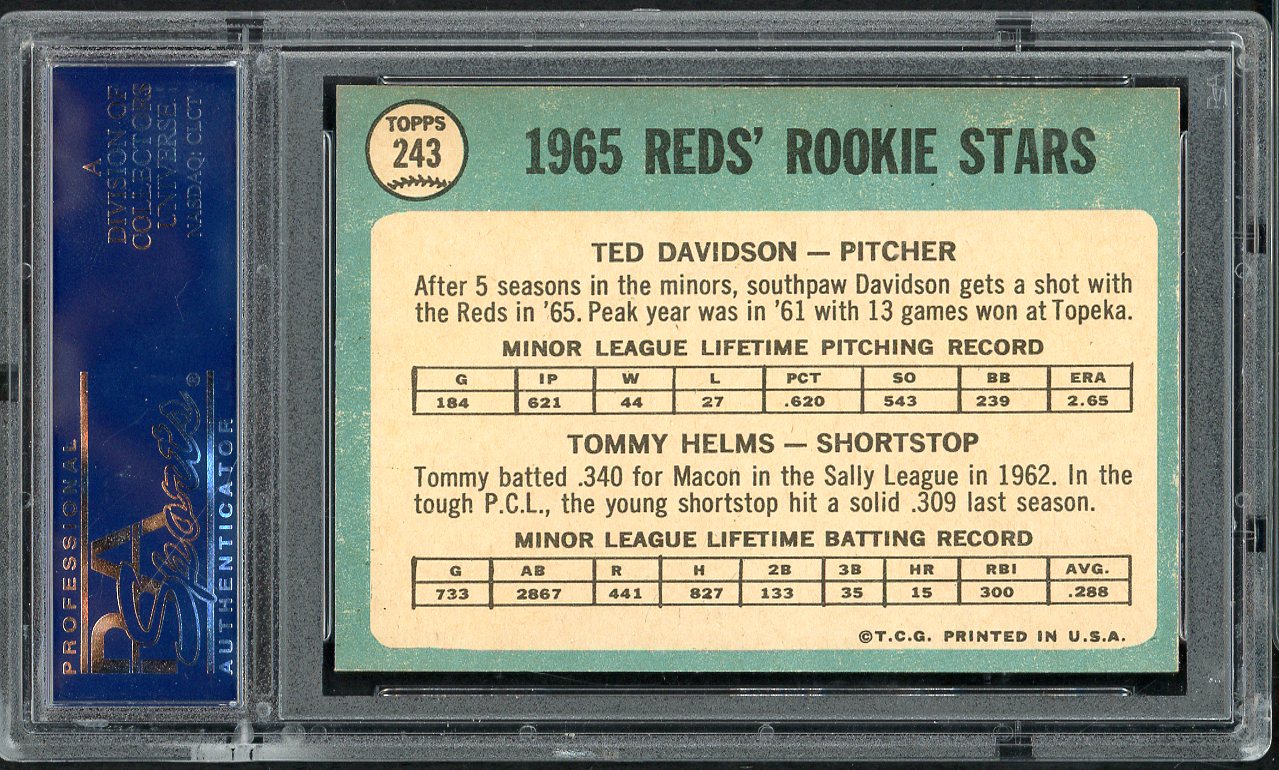 A
DIVISION OF
COLLECTORS
UNIVERSE
NASDAQ: CLCT
PROFESSIONAL
PSA
Sports®
AUTHENTICATOR
TOPPS
243
1965 REDS' ROOKIE STARS
TED DAVIDSON — PITCHER
After 5 seasons in the minors, southpaw Davidson gets a shot with
the Reds in '65. Peak year was in '61 with 13 games won at Topeka.
MINOR LEAGUE LIFETIME PITCHING RECORD
G IP W L PCT SO BB ERA
184 621 44 27 .620 543 239 2.65
TOMMY HELMS — SHORTSTOP
Tommy batted .340 for Macon in the Sally League in 1962. In the
tough P.C.L., the young shortstop hit a solid .309 last season.
MINOR LEAGUE LIFETIME BATTING RECORD
G AB R H 2B 3B HR RBI AVG.
733 2867 441 827 133 35 15 300 .288
©T.C.G. PRINTED IN U.S.A.